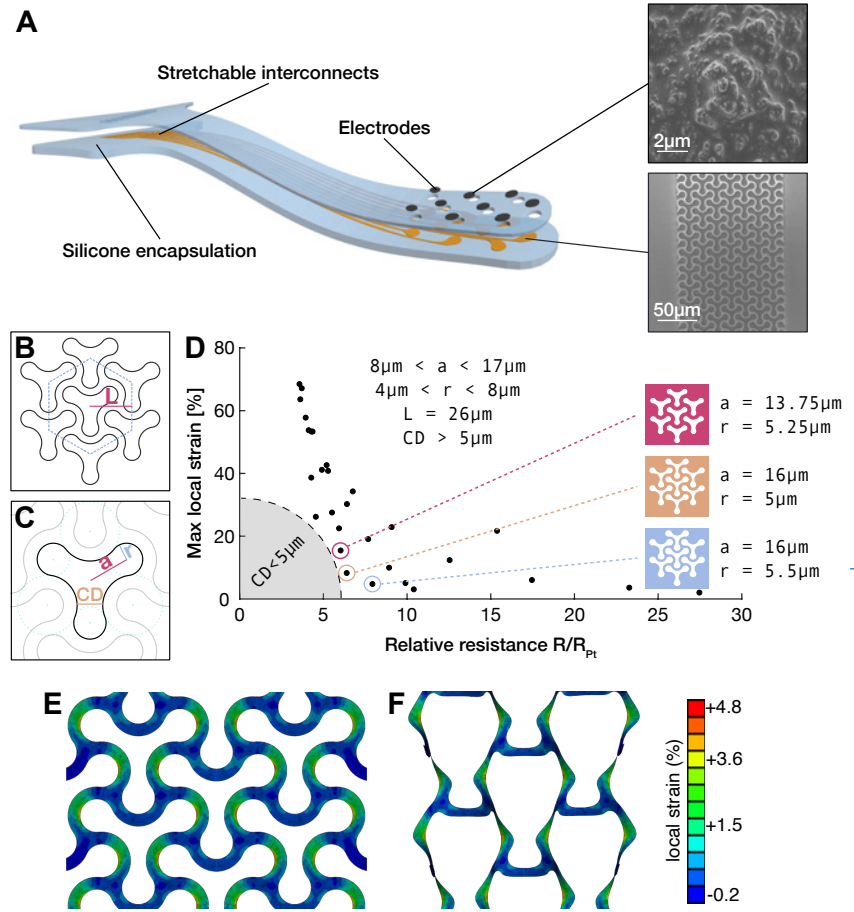 A
Stretchable interconnects
Electrodes
Silicone encapsulation
2µm
50µm
B
L
C
a
r
CD
D
8µm < a < 17µm
4µm < r < 8µm
L = 26µm
CD > 5µm
Max local strain [%]
80
60
40
20
0
CD<5µm
0
5
10
15
20
25
30
Relative resistance R/RPt
a = 13.75µm
r = 5.25µm
a = 16µm
r = 5µm
a = 16µm
r = 5.5µm
E
F
local strain (%)
+4.8
+3.6
+1.5
-0.2